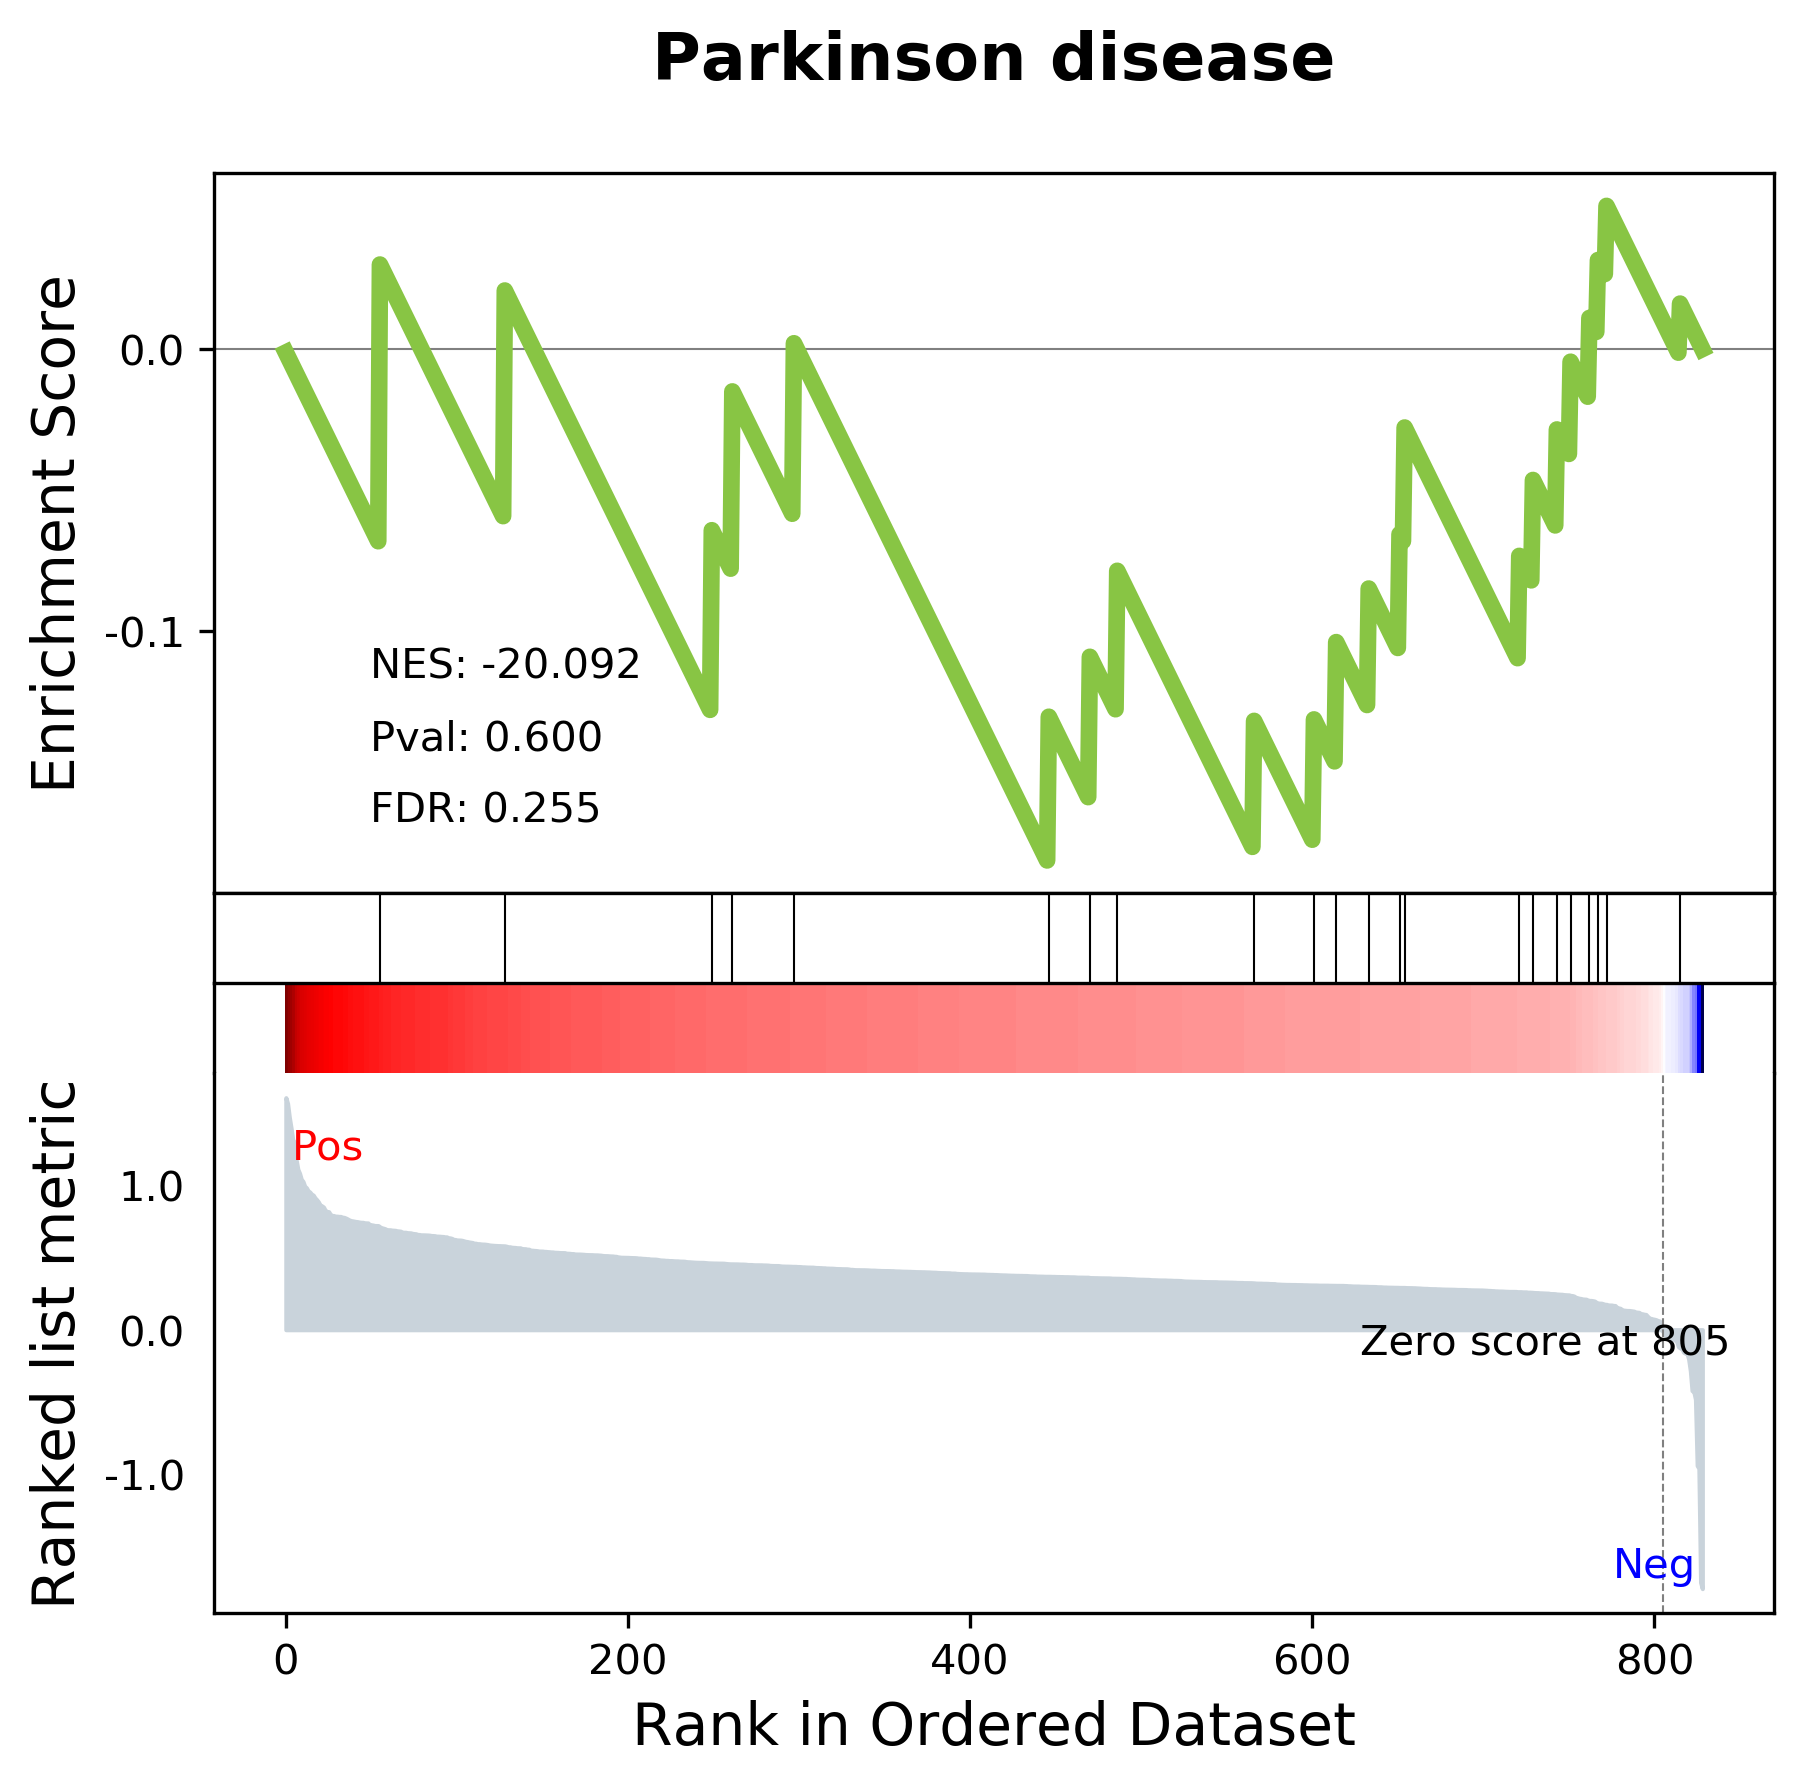 Parkinson disease
Enrichment Score
0.0
-0.1
NES: -20.092
Pval: 0.600
FDR: 0.255
Ranked list metric
Pos
1.0
0.0
-1.0
Zero score at 805
Neg
0 200 400 600 800
Rank in Ordered Dataset